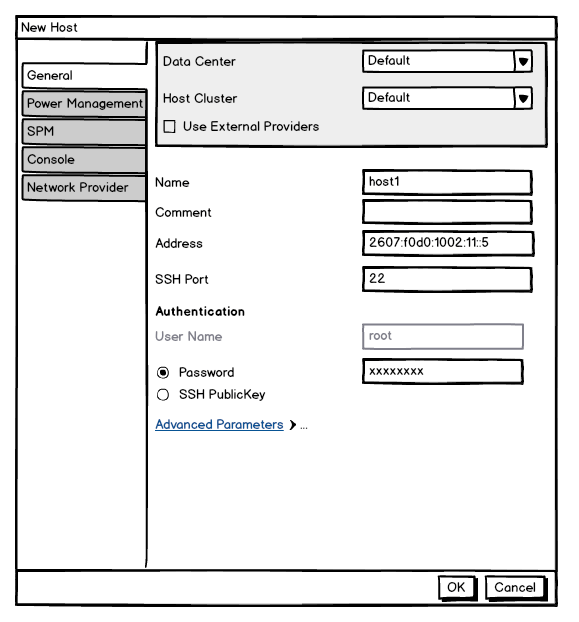 New Host
General
Power Management
SPM
Console
Network Provider
Data Center Default
Host Cluster Default
Use External Providers
Name host1
Comment
Address 2607:f0d0:1002:11::5
SSH Port 22
Authentication
User Name root
Password xxxxxxxx
SSH PublicKey
Advanced Parameters ❯ ...
OK Cancel